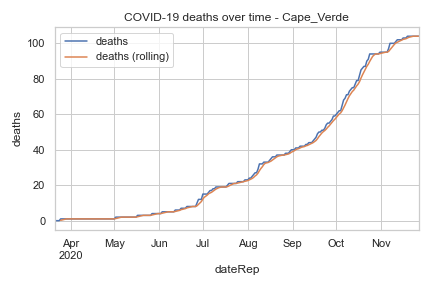 COVID-19 deaths over time - Cape_Verde
deaths
deaths (rolling)
100
80
60
40
20
0
deaths
Apr
2020
May
Jun
Jul
Aug
Sep
Oct
Nov
dateRep